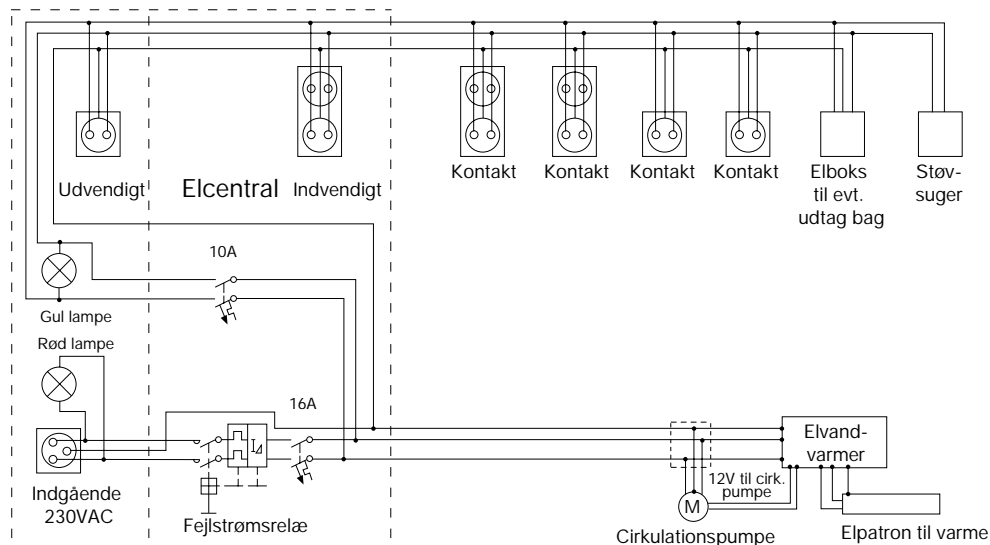 Udvendigt
Elcentral
Indvendigt
Kontakt
Kontakt
Kontakt
Kontakt
Elboks
til evt.
udtag bag
Støv-
suger
10A
Gul lampe
Rød lampe
16A
Indgående
230VAC
Fejlstrømsrelæ
I⊿
Elvand-
varmer
12V til cirk.
pumpe
M
Cirkulationspumpe
Elpatron til varme